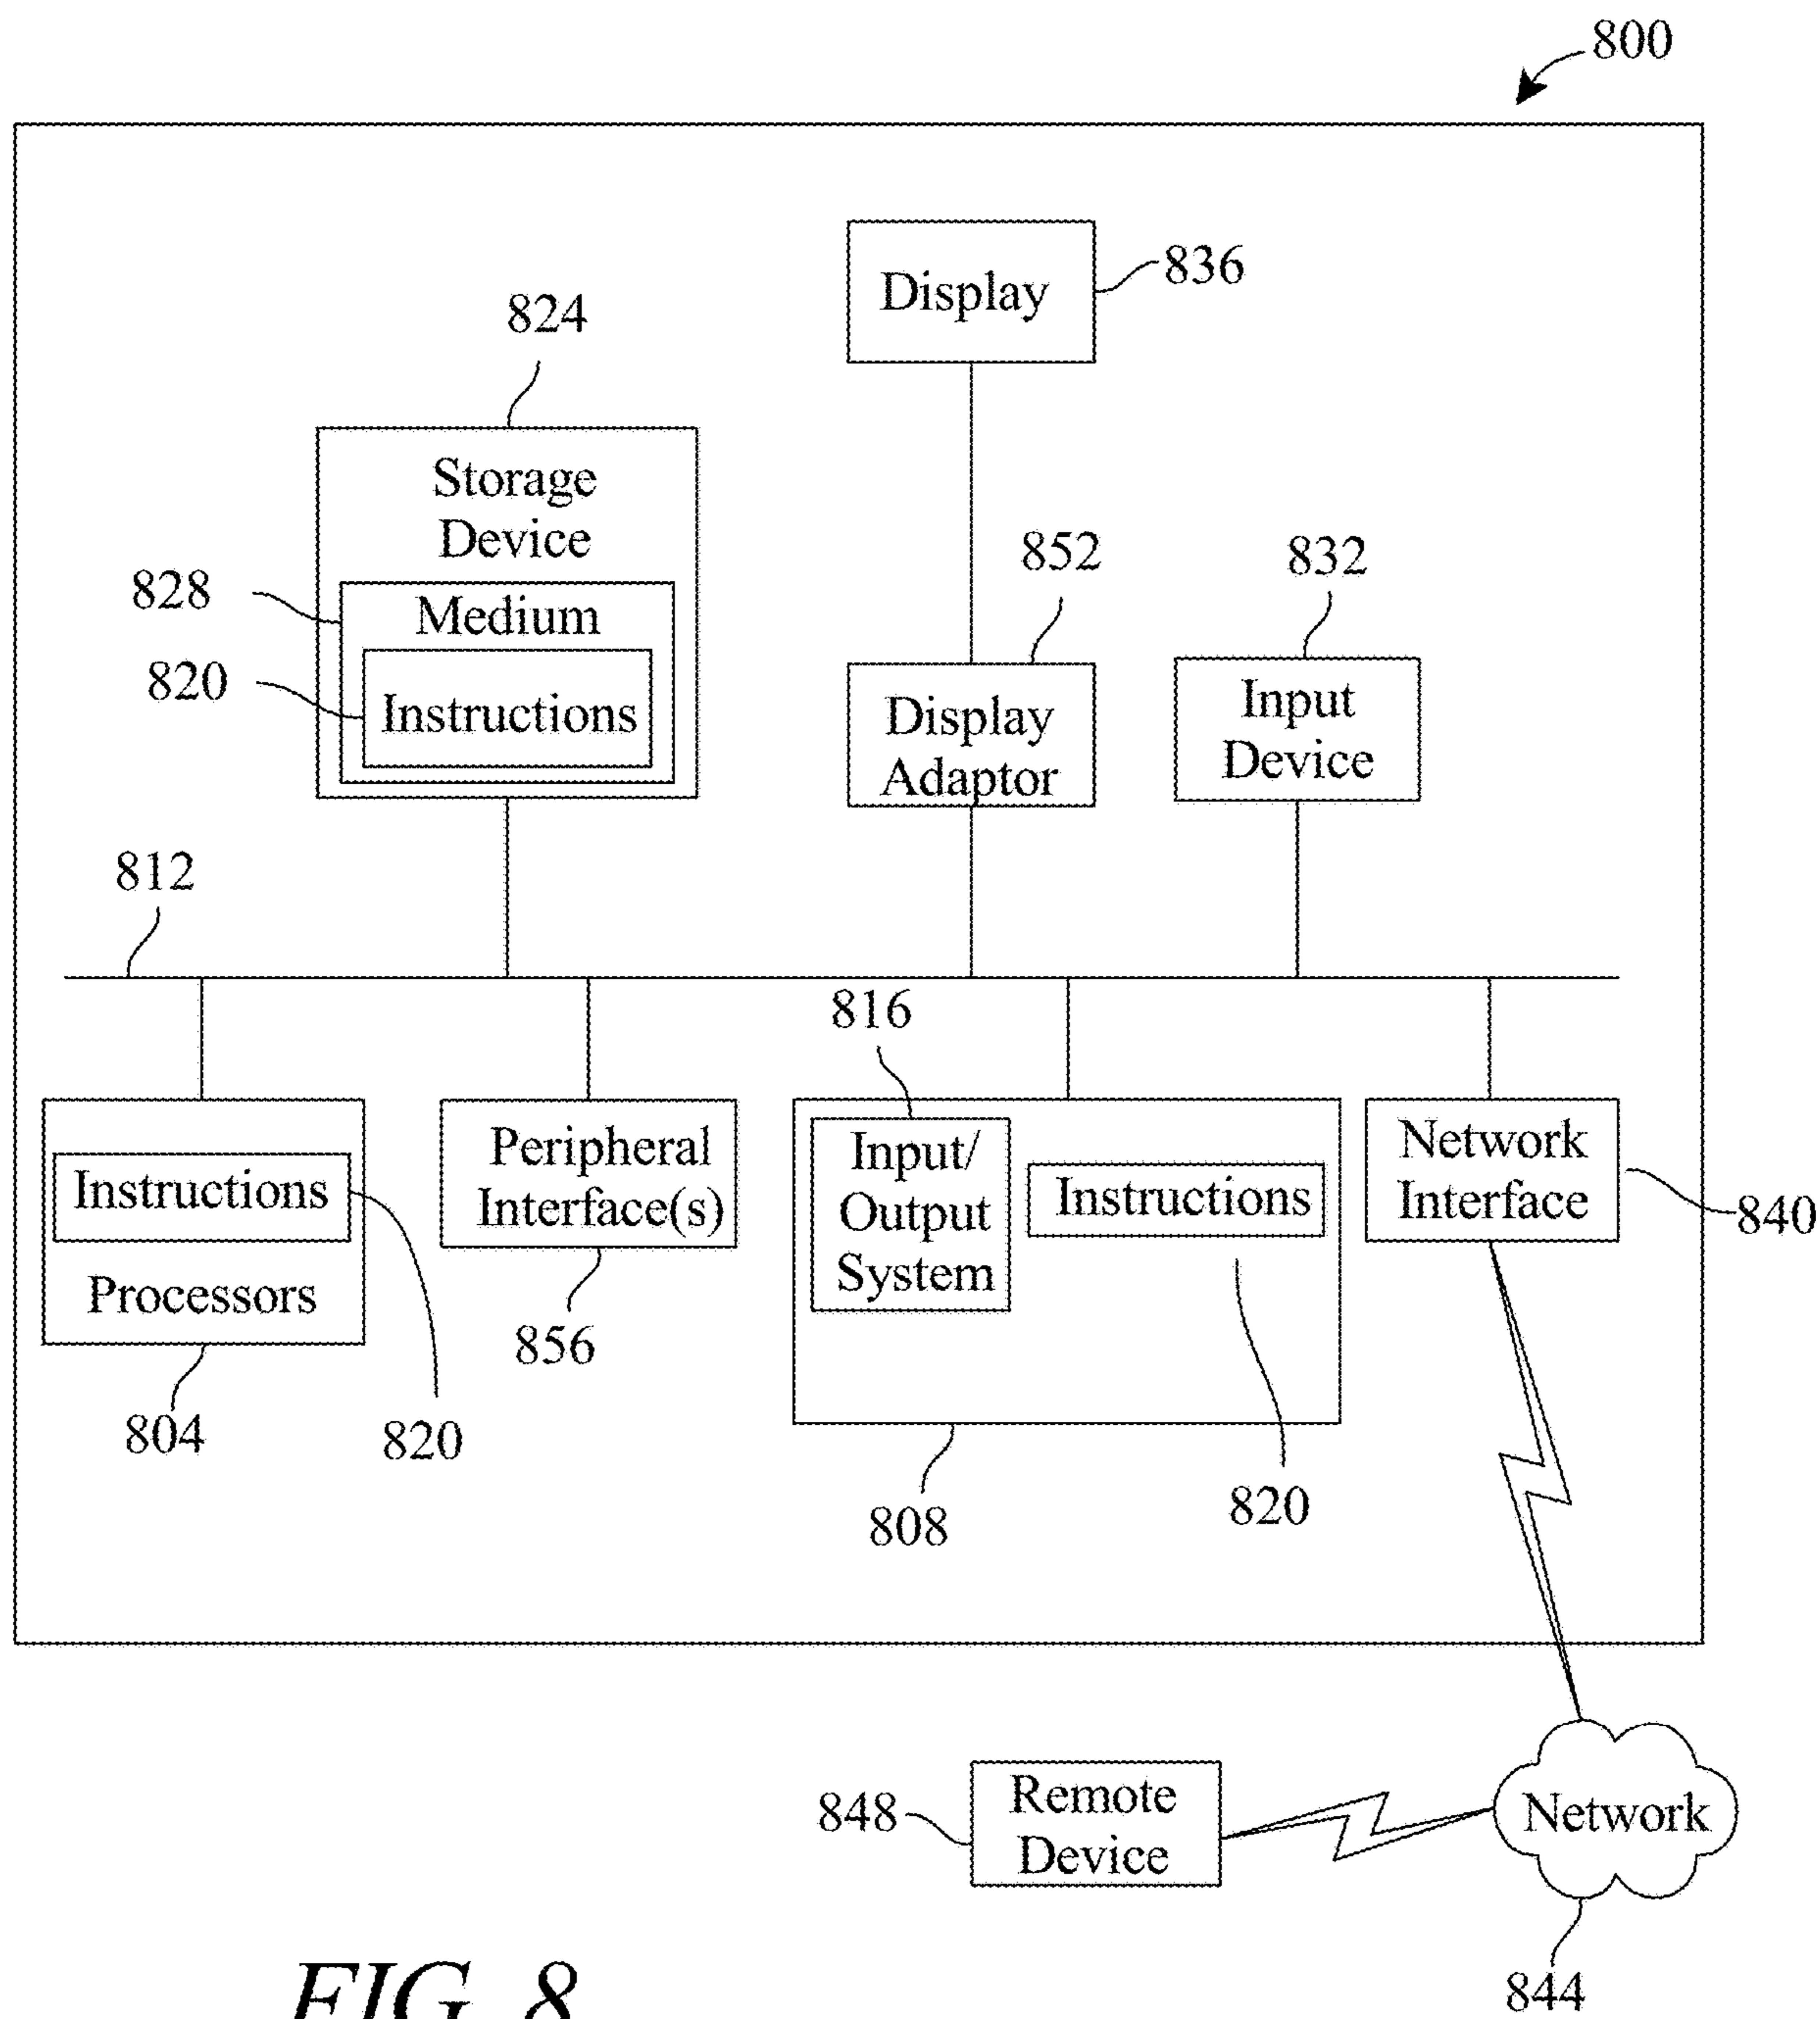 800
Display
836
824
Storage
Device
828
Medium
820
Instructions
852
Display
Adaptor
832
Input
Device
812
816
Instructions
Processors
804
820
Peripheral
Interface(s)
856
Input/
Output
System
Instructions
808
820
Network
Interface
840
848
Remote
Device
Network
844
FIG. 8